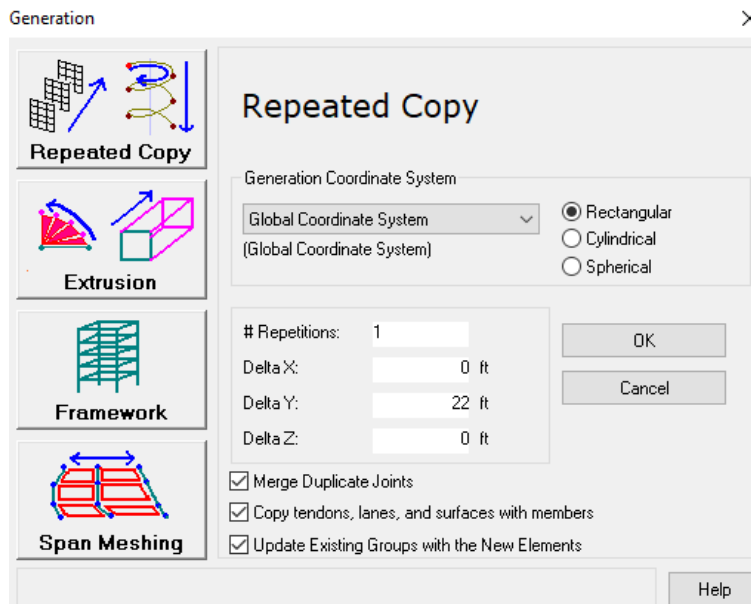 Generation
Repeated Copy
Extrusion
Framework
Span Meshing
Repeated Copy
Generation Coordinate System
Global Coordinate System
(Global Coordinate System)
Rectangular
Cylindrical
Spherical
# Repetitions: 1
Delta X: 0 ft
Delta Y: 22 ft
Delta Z: 0 ft
OK
Cancel
Merge Duplicate Joints
Copy tendons, lanes, and surfaces with members
Update Existing Groups with the New Elements
Help